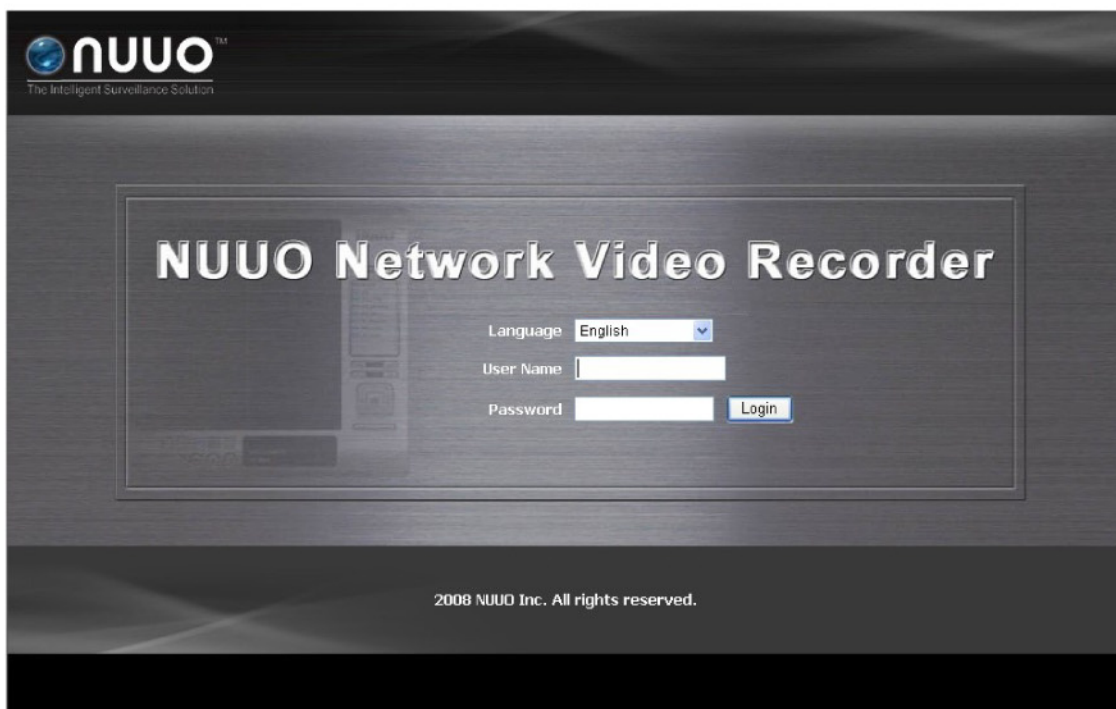 nuuo™
The Intelligent Surveillance Solution
NUUO Network Video Recorder
Language English
User Name
Password Login
2008 NUUO Inc. All rights reserved.